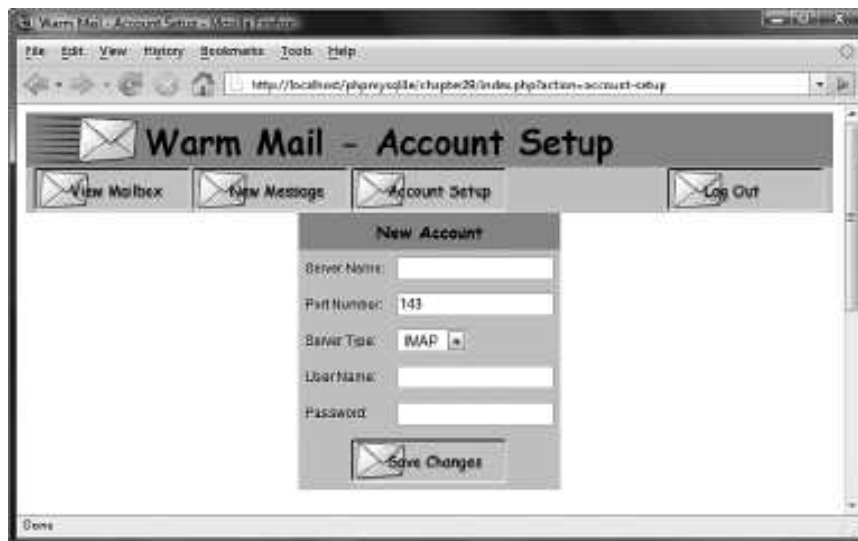 Warm Mail - Account Setup - Mozilla Firefox
File Edit View History Bookmarks Tools Help
http://localhost/phpmysql4e/chapter29/index.php?action=account-setup
Warm Mail - Account Setup
View Mailbox New Message Account Setup Log Out
New Account
Server Name:
Port Number: 143
Server Type: IMAP
User Name:
Password:
Save Changes
Done